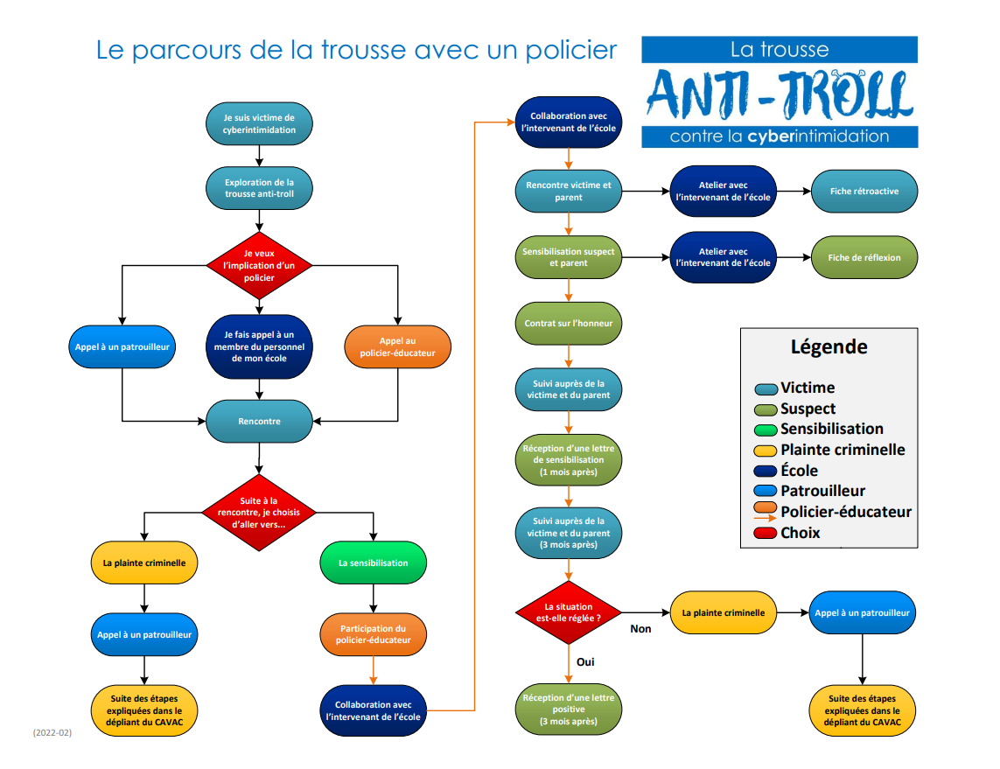 Le parcours de la trousse avec un policier
La trousse
ANTI-TROLL
contre la cyberintimidation
Je suis victime de
cyberintimidation
Exploration de la
trousse anti-troll
Je veux
l'implication d'un
policier
Appel à un patrouilleur
Je fais appel à un
membre du personnel
de mon école
Appel au
policier-éducateur
Rencontre
Suite à la
rencontre, je choisis
d'aller vers...
La plainte criminelle
La sensibilisation
Appel à un patrouilleur
Participation du
policier-éducateur
Suite des étapes
expliquées dans le
dépliant du CAVAC
Collaboration avec
l'intervenant de l'école
Collaboration avec
l'intervenant de l'école
Rencontre victime et
parent
Atelier avec
l'intervenant de l'école
Fiche rétroactive
Sensibilisation suspect
et parent
Atelier avec
l'intervenant de l'école
Fiche de réflexion
Contrat sur l'honneur
Suivi auprès de la
victime et du parent
Réception d'une lettre
de sensibilisation
(1 mois après)
Suivi auprès de la
victime et du parent
(3 mois après)
La situation
est-elle réglée ?
Non
La plainte criminelle
Appel à un patrouilleur
Oui
Réception d'une lettre
positive
(3 mois après)
Suite des étapes
expliquées dans le
dépliant du CAVAC
Légende
Victime
Suspect
Sensibilisation
Plainte criminelle
École
Patrouilleur
Policier-éducateur
Choix
(2022-02)